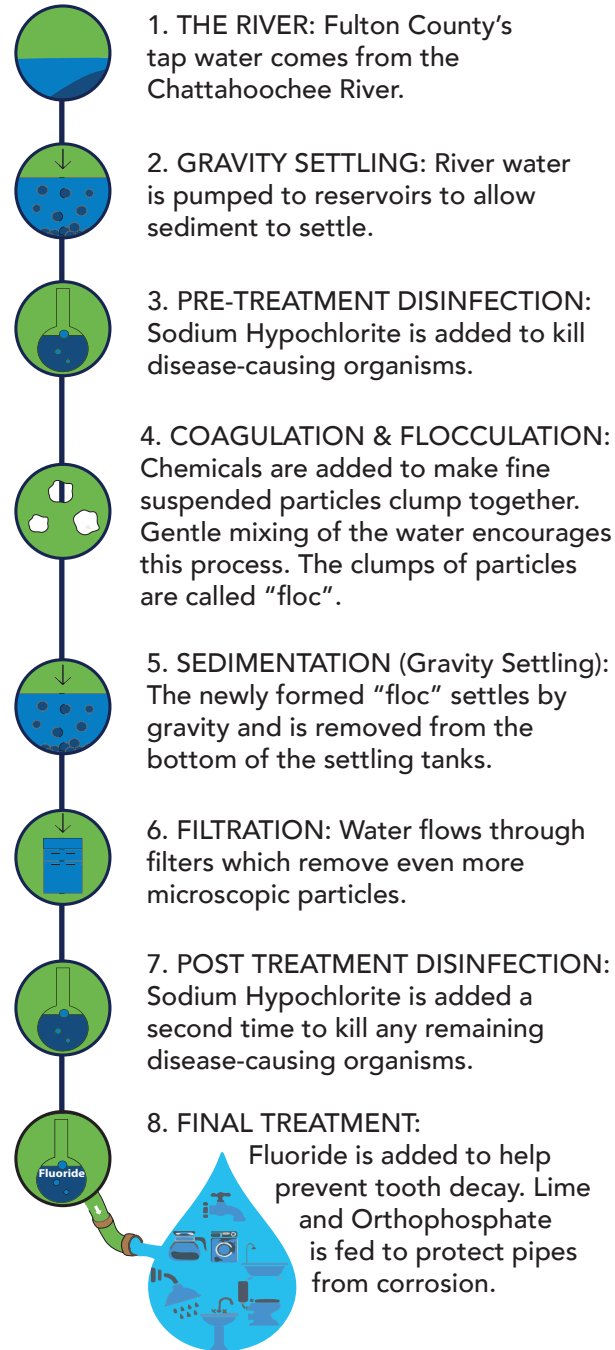 1. THE RIVER: Fulton County’s
tap water comes from the
Chattahoochee River.
2. GRAVITY SETTLING: River water
is pumped to reservoirs to allow
sediment to settle.
3. PRE-TREATMENT DISINFECTION:
Sodium Hypochlorite is added to kill
disease-causing organisms.
4. COAGULATION & FLOCCULATION:
Chemicals are added to make fine
suspended particles clump together.
Gentle mixing of the water encourages
this process. The clumps of particles
are called “floc”.
5. SEDIMENTATION (Gravity Settling):
The newly formed “floc” settles by
gravity and is removed from the
bottom of the settling tanks.
6. FILTRATION: Water flows through
filters which remove even more
microscopic particles.
7. POST TREATMENT DISINFECTION:
Sodium Hypochlorite is added a
second time to kill any remaining
disease-causing organisms.
8. FINAL TREATMENT:
Fluoride is added to help
prevent tooth decay. Lime
and Orthophosphate
is fed to protect pipes
from corrosion.
Fluoride